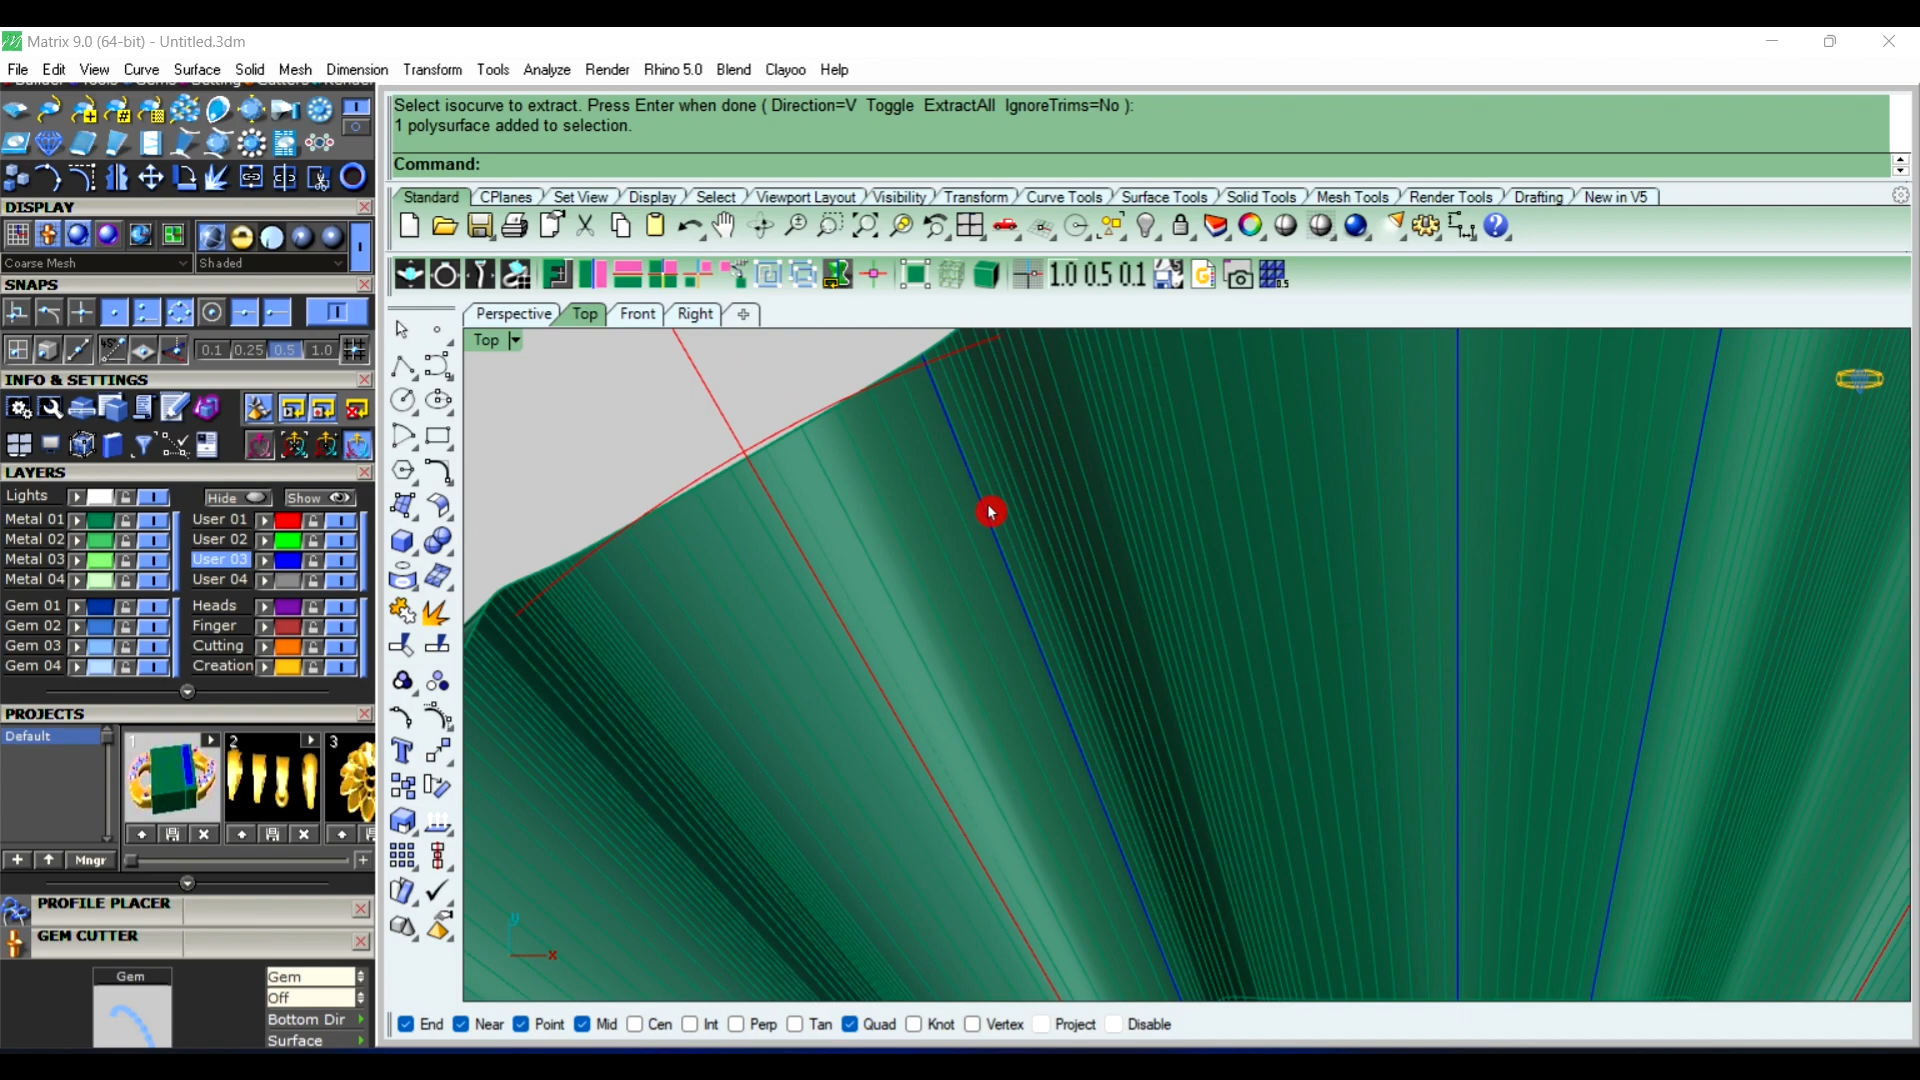 Matrix 9.0 (64-bit) - Untitled.3dm
File Edit View Curve Surface Solid Mesh Dimension Transform Tools Analyze Render Rhino 5.0 Blend Clayoo Help
Select isocurve to extract. Press Enter when done ( Direction=V Toggle ExtractAll IgnoreTrims=No ):
1 polysurface added to selection.
Command:
Standard CPlanes Set View Display Select Viewport Layout Visibility Transform Curve Tools Surface Tools Solid Tools Mesh Tools Render Tools Drafting New in V5
1.0 0.5 0.1
0.5
Perspective Top Front Right
Top
DISPLAY
Coarse Mesh Shaded
SNAPS
45°
0.1 0.25 0.5 1.0
INFO & SETTINGS
LAYERS
Lights Hide Show
Metal 01 User 01
Metal 02 User 02
Metal 03 User 03
Metal 04 User 04
Gem 01 Heads
Gem 02 Finger
Gem 03 Cutting
Gem 04 Creation
PROJECTS
Default
1 2 3
Mngr
PROFILE PLACER
GEM CUTTER
Gem Gem
Off
Bottom Dir
Surface
y
x
End Near Point Mid Cen Int Perp Tan Quad Knot Vertex Project Disable